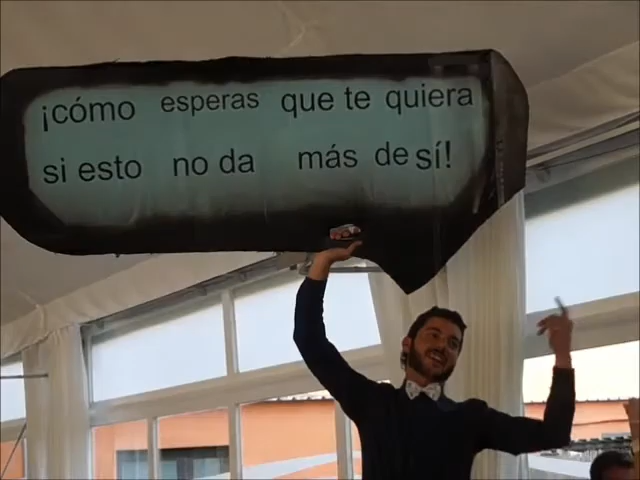 ¡cómo esperas que te quiera
si esto no da más de sí!